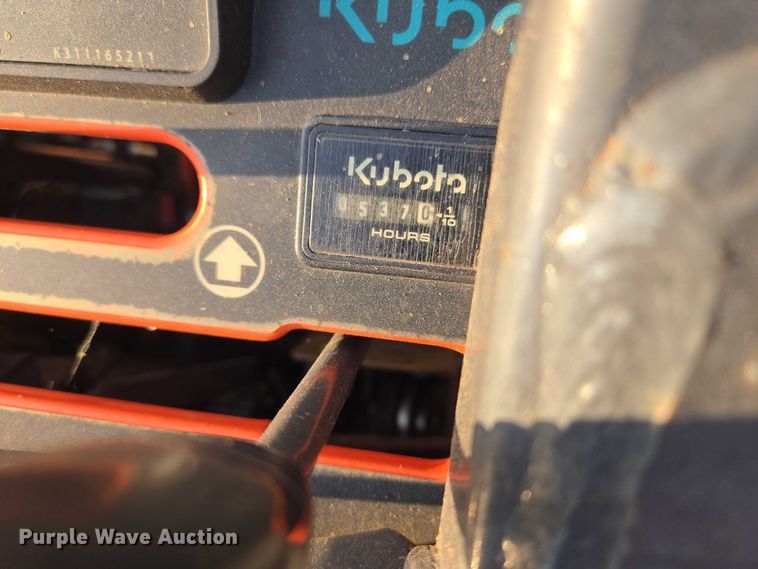 Kubota
K311165211
Kubota
05370 1/10
HOURS
Purple Wave Auction